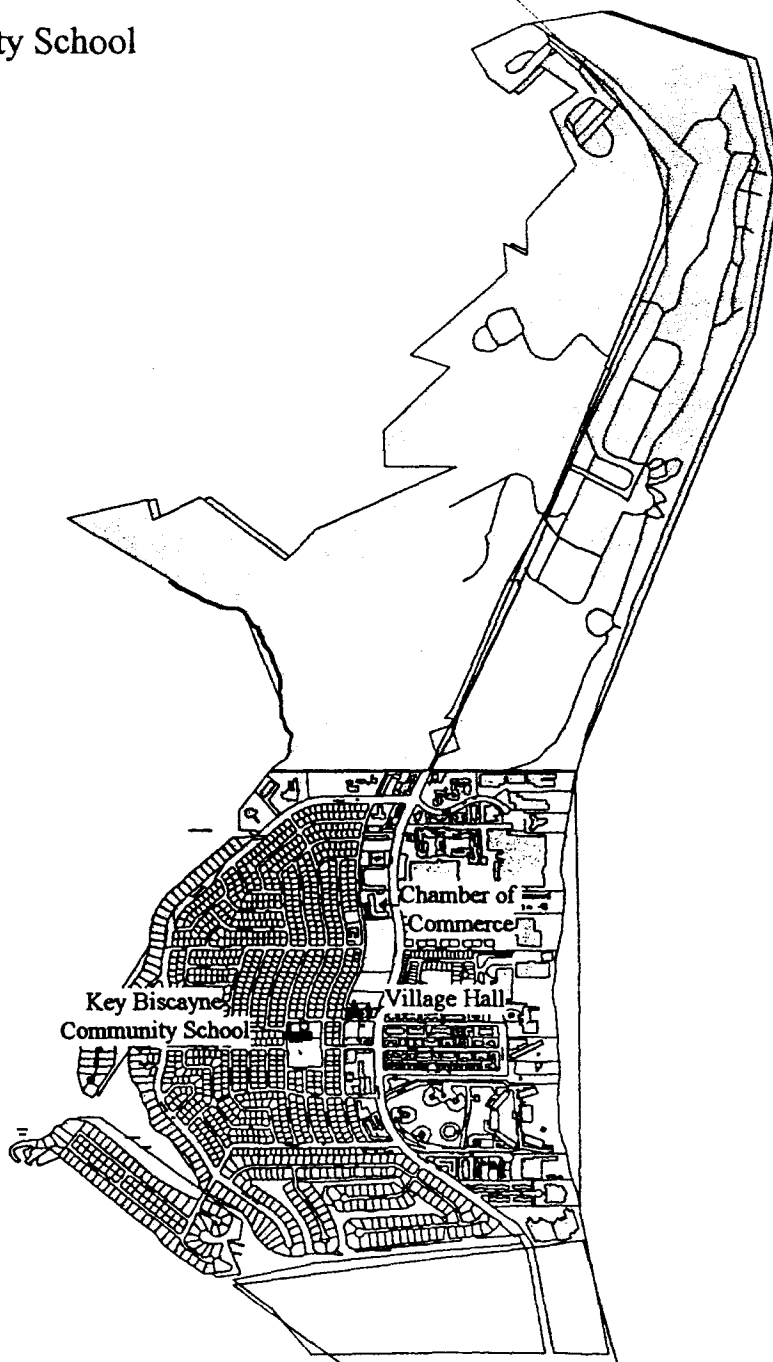 ty School
Chamber of
Commerce
Key Biscayne
Community School
Village Hall